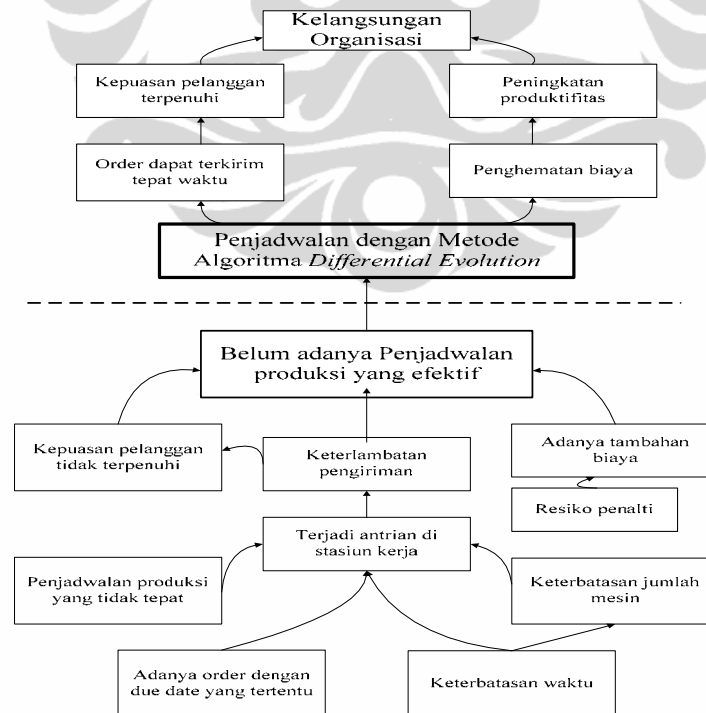 Kelangsungan
Organisasi
Kepuasan pelanggan
terpenuhi
Peningkatan
produktifitas
Order dapat terkirim
tepat waktu
Penghematan biaya
Penjadwalan dengan Metode
Algoritma Differential Evolution
Belum adanya Penjadwalan
produksi yang efektif
Kepuasan pelanggan
tidak terpenuhi
Keterlambatan
pengiriman
Adanya tambahan
biaya
Resiko penalti
Terjadi antrian di
stasiun kerja
Penjadwalan produksi
yang tidak tepat
Keterbatasan jumlah
mesin
Adanya order dengan
due date yang tertentu
Keterbatasan waktu